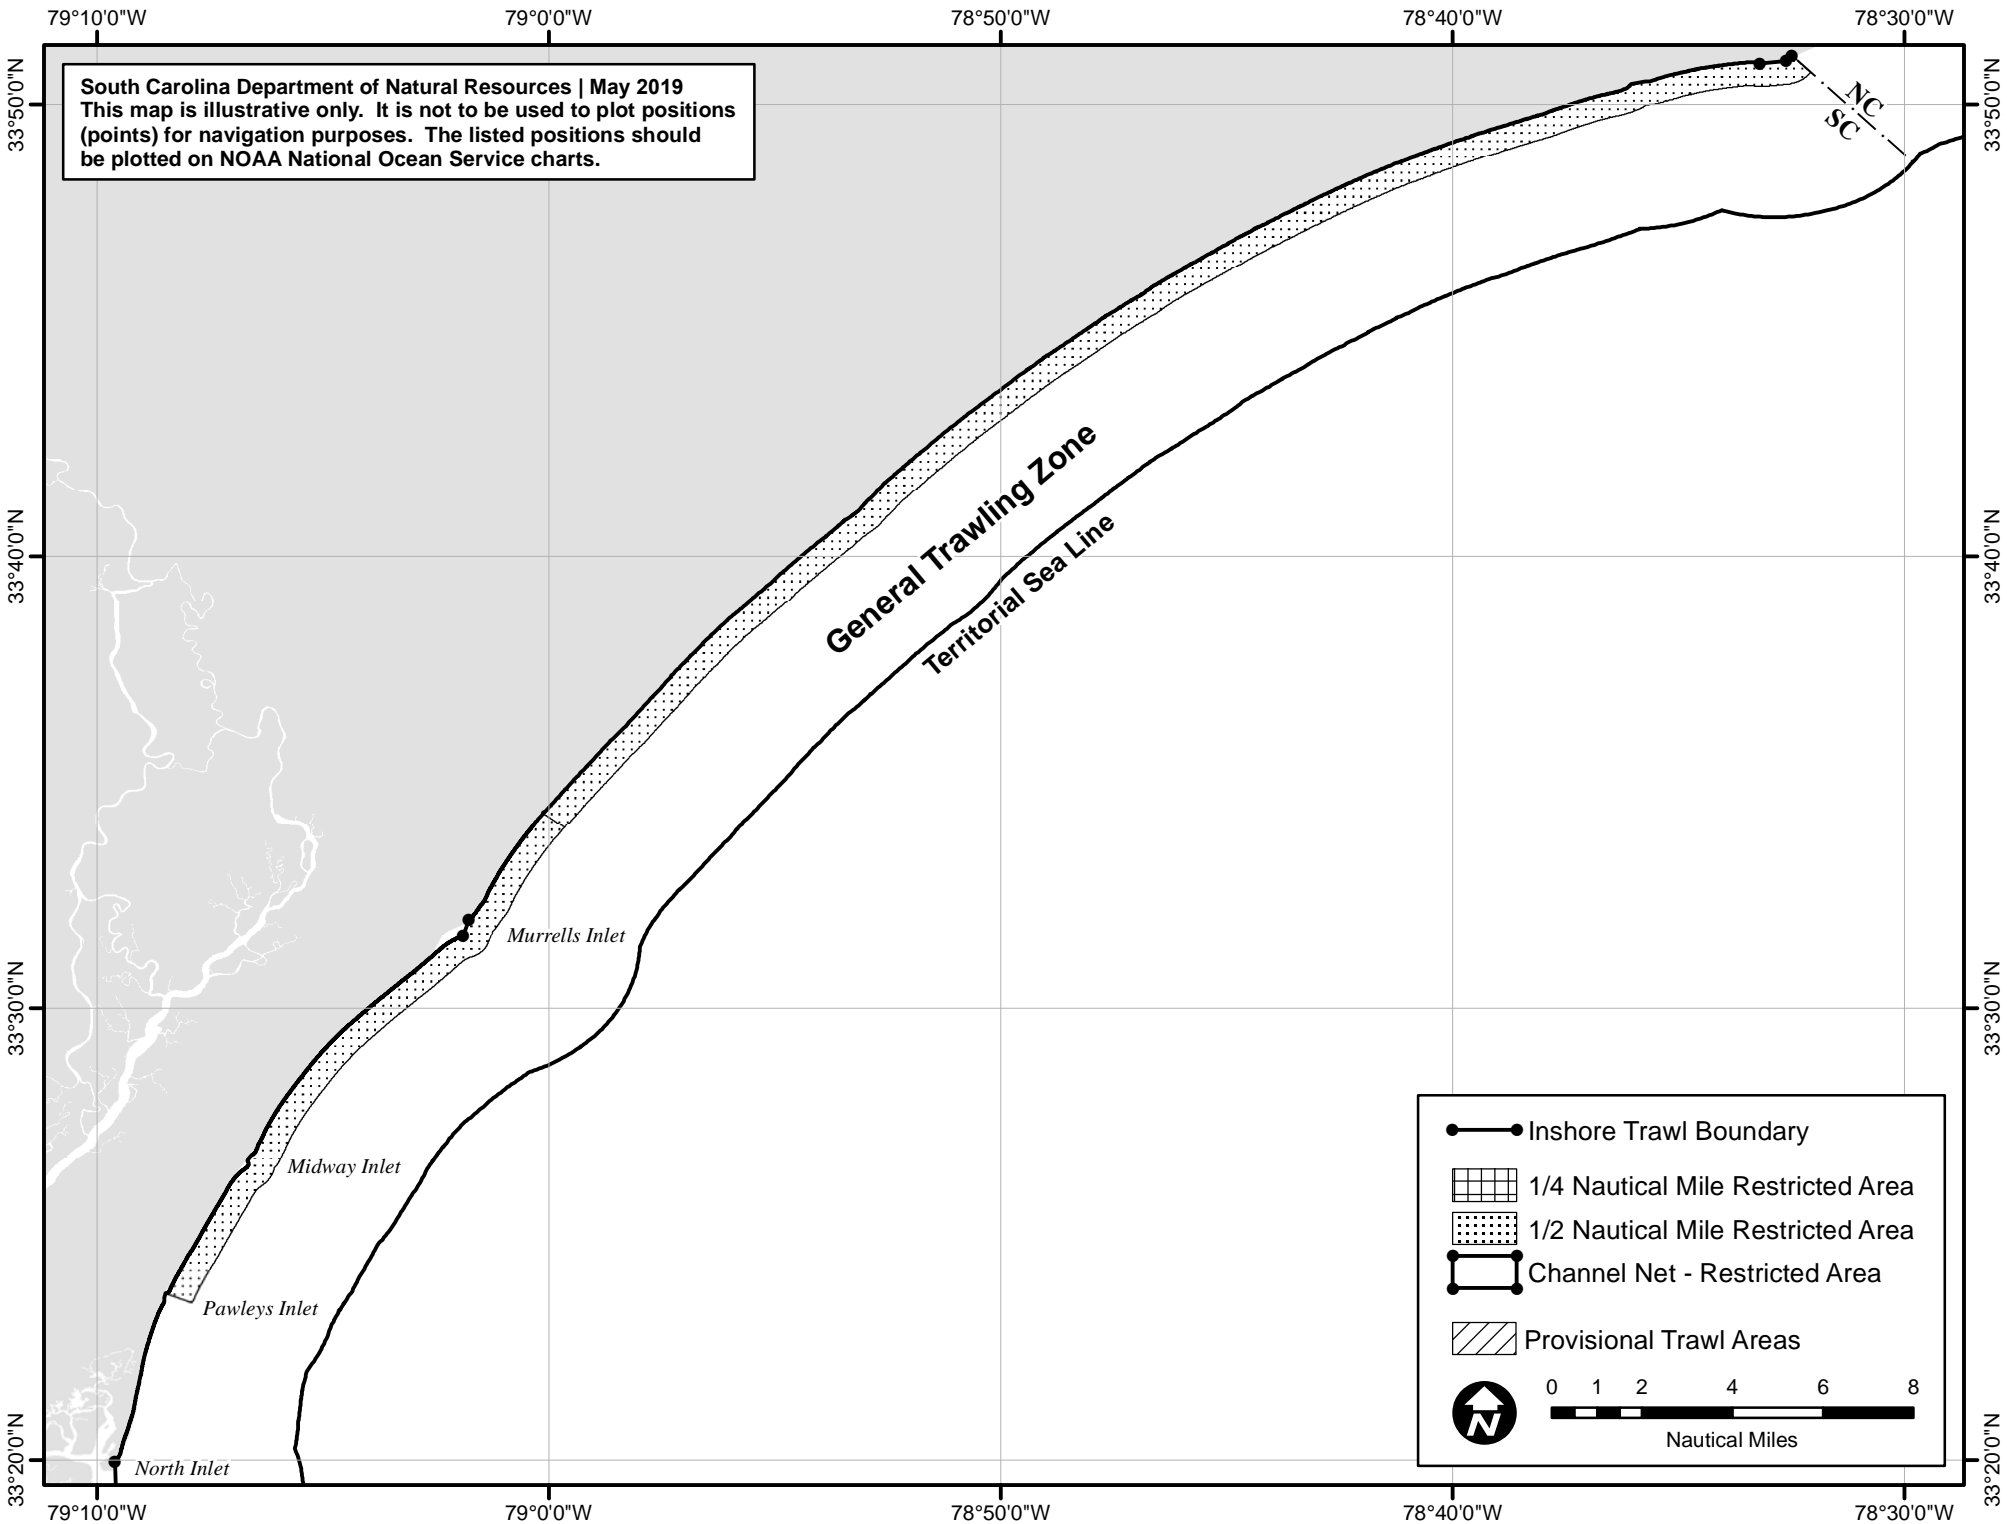 79°10'0"W 79°0'0"W 78°50'0"W 78°40'0"W 78°30'0"W
South Carolina Department of Natural Resources | May 2019
This map is illustrative only. It is not to be used to plot positions
(points) for navigation purposes. The listed positions should
be plotted on NOAA National Ocean Service charts.
33°50'0"N
33°50'0"N
NC
SC
General Trawling Zone
Territorial Sea Line
33°40'0"N
33°40'0"N
Murrells Inlet
33°30'0"N
33°30'0"N
Midway Inlet
Pawleys Inlet
North Inlet
Inshore Trawl Boundary
1/4 Nautical Mile Restricted Area
1/2 Nautical Mile Restricted Area
Channel Net - Restricted Area
Provisional Trawl Areas
0 1 2 4 6 8
N
Nautical Miles
33°20'0"N
33°20'0"N
79°10'0"W 79°0'0"W 78°50'0"W 78°40'0"W 78°30'0"W